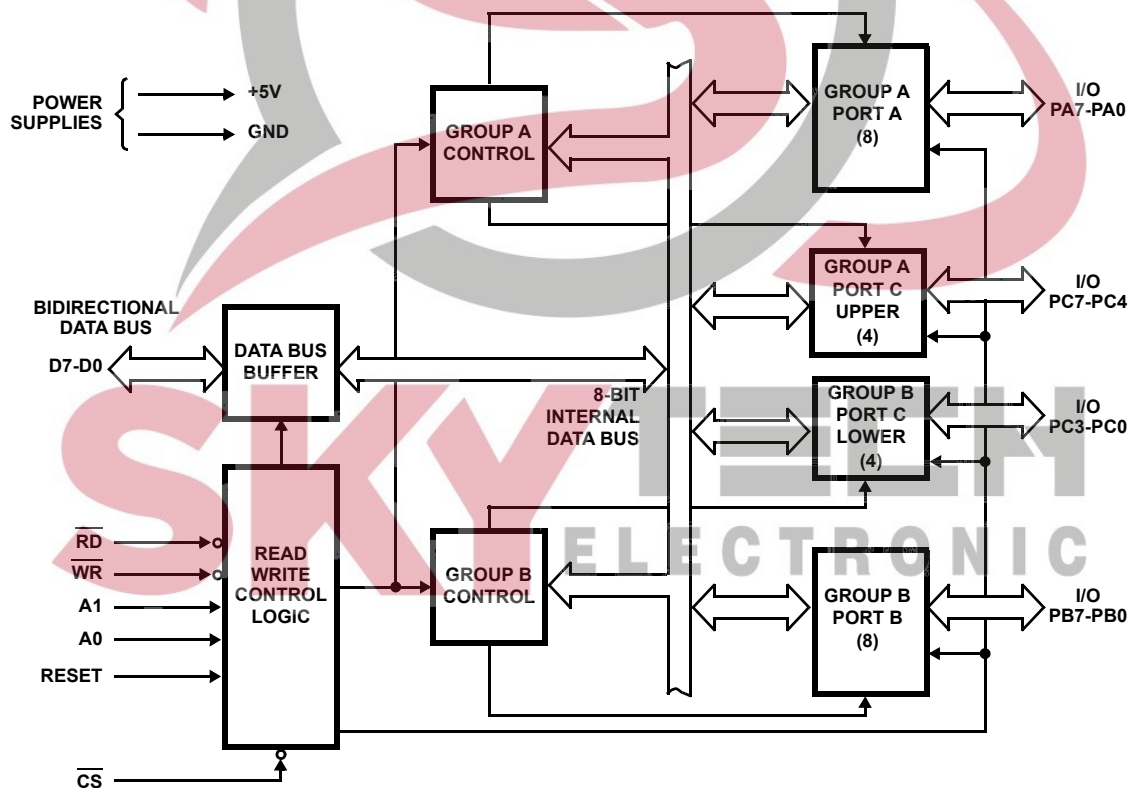 POWER
SUPPLIES
+5V
GND
GROUP A
CONTROL
GROUP A
PORT A
(8)
I/O
PA7-PA0
GROUP A
PORT C
UPPER
(4)
I/O
PC7-PC4
BIDIRECTIONAL
DATA BUS
D7-D0
DATA BUS
BUFFER
8-BIT
INTERNAL
DATA BUS
GROUP B
PORT C
LOWER
(4)
I/O
PC3-PC0
SKYTECH
ELECTRONIC
RD
WR
A1
A0
RESET
CS
READ
WRITE
CONTROL
LOGIC
GROUP B
CONTROL
GROUP B
PORT B
(8)
I/O
PB7-PB0